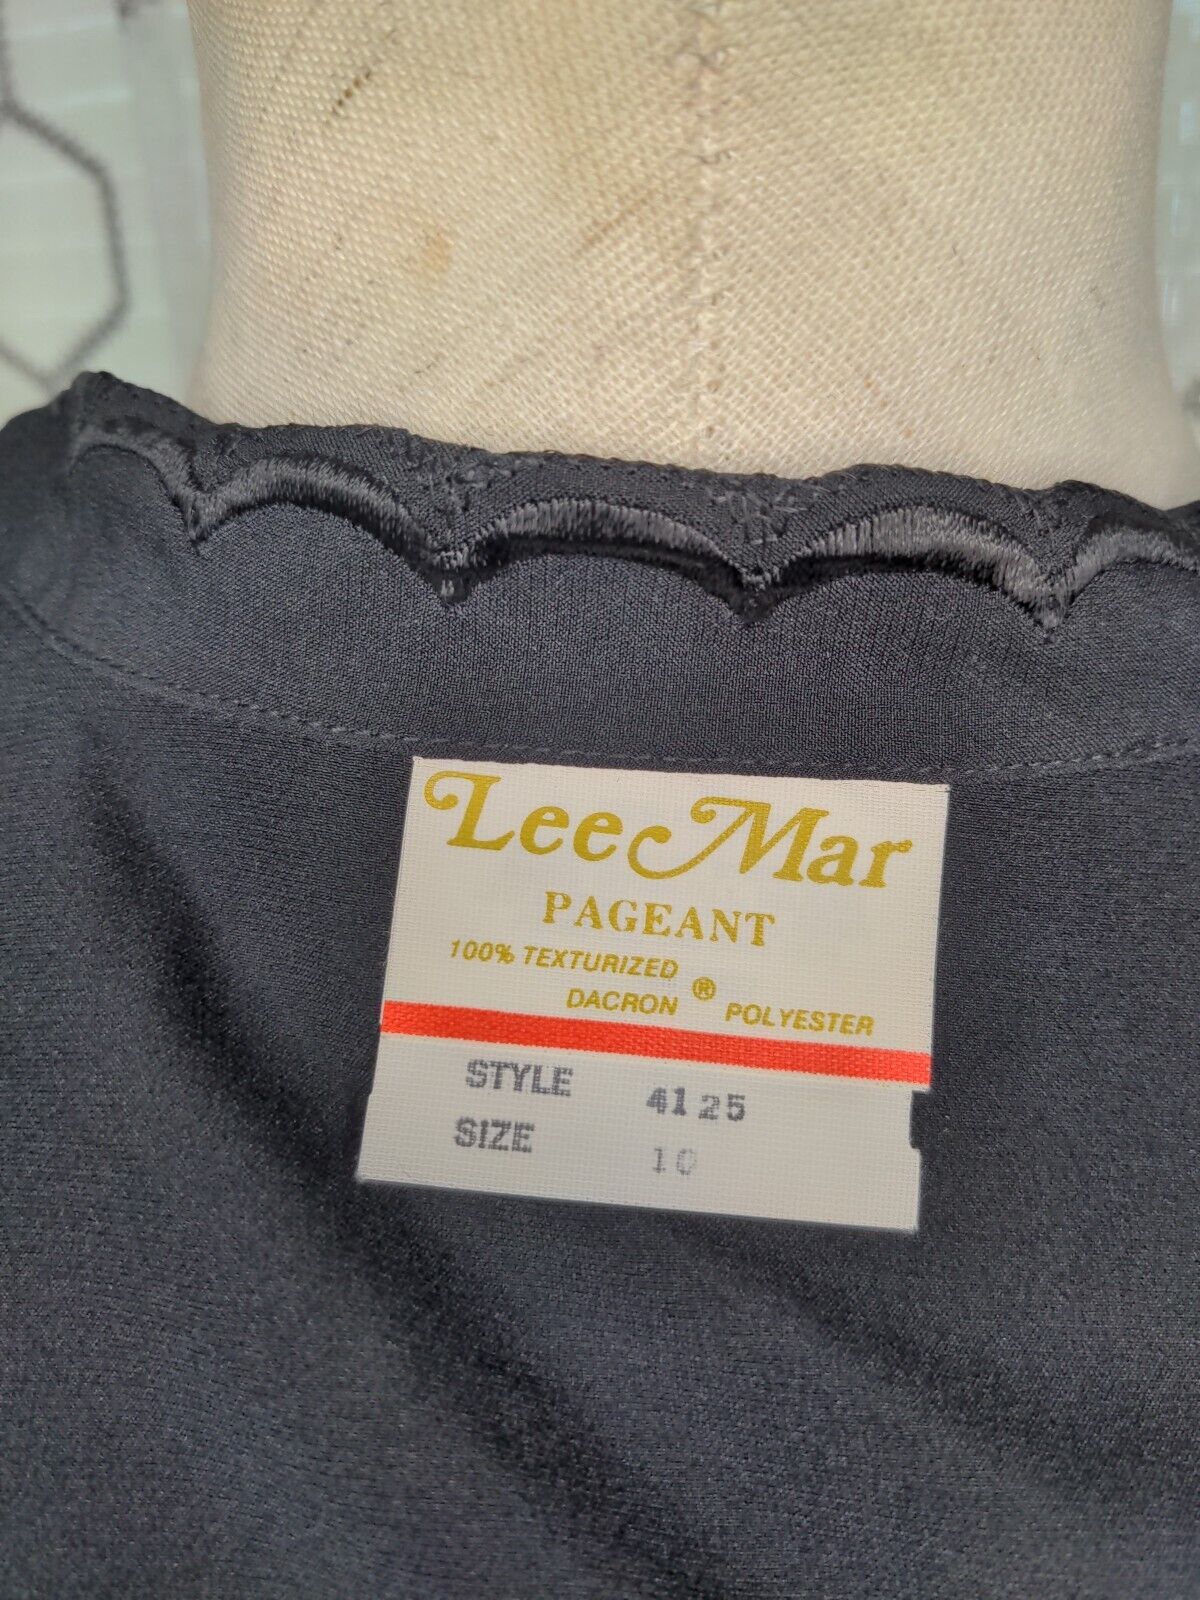 Lee Mar
PAGEANT
100% TEXTURIZED
DACRON ® POLYESTER
STYLE 4125
SIZE 10